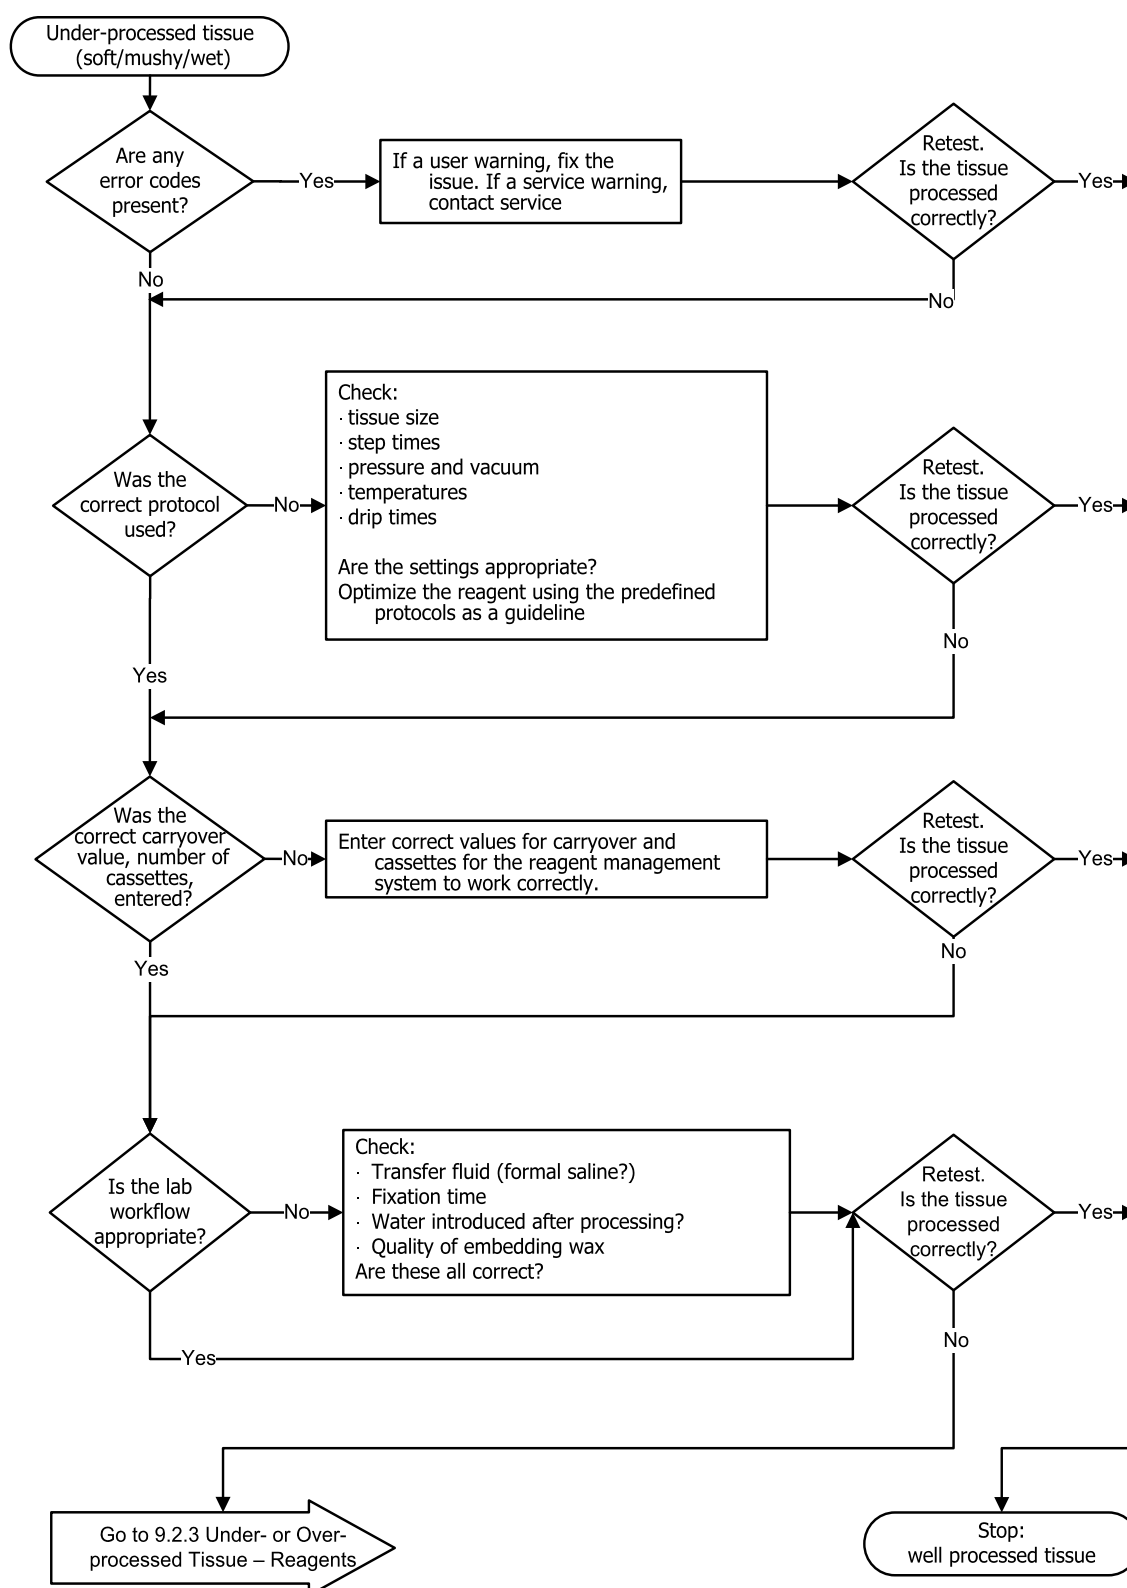 Under-processed tissue
(soft/mushy/wet)
Are any
error codes
present?
Yes
If a user warning, fix the
issue. If a service warning,
contact service
Retest.
Is the tissue
processed
correctly?
Yes
No
No
Was the
correct protocol
used?
No
Check:
· tissue size
· step times
· pressure and vacuum
· temperatures
· drip times
Are the settings appropriate?
Optimize the reagent using the predefined
protocols as a guideline
Retest.
Is the tissue
processed
correctly?
Yes
No
Yes
Was the
correct carryover
value, number of
cassettes,
entered?
No
Enter correct values for carryover and
cassettes for the reagent management
system to work correctly.
Retest.
Is the tissue
processed
correctly?
Yes
No
Yes
Is the lab
workflow
appropriate?
No
Check:
· Transfer fluid (formal saline?)
· Fixation time
· Water introduced after processing?
· Quality of embedding wax
Are these all correct?
Retest.
Is the tissue
processed
correctly?
Yes
No
Yes
Go to 9.2.3 Under- or Over-
processed Tissue – Reagents
Stop:
well processed tissue